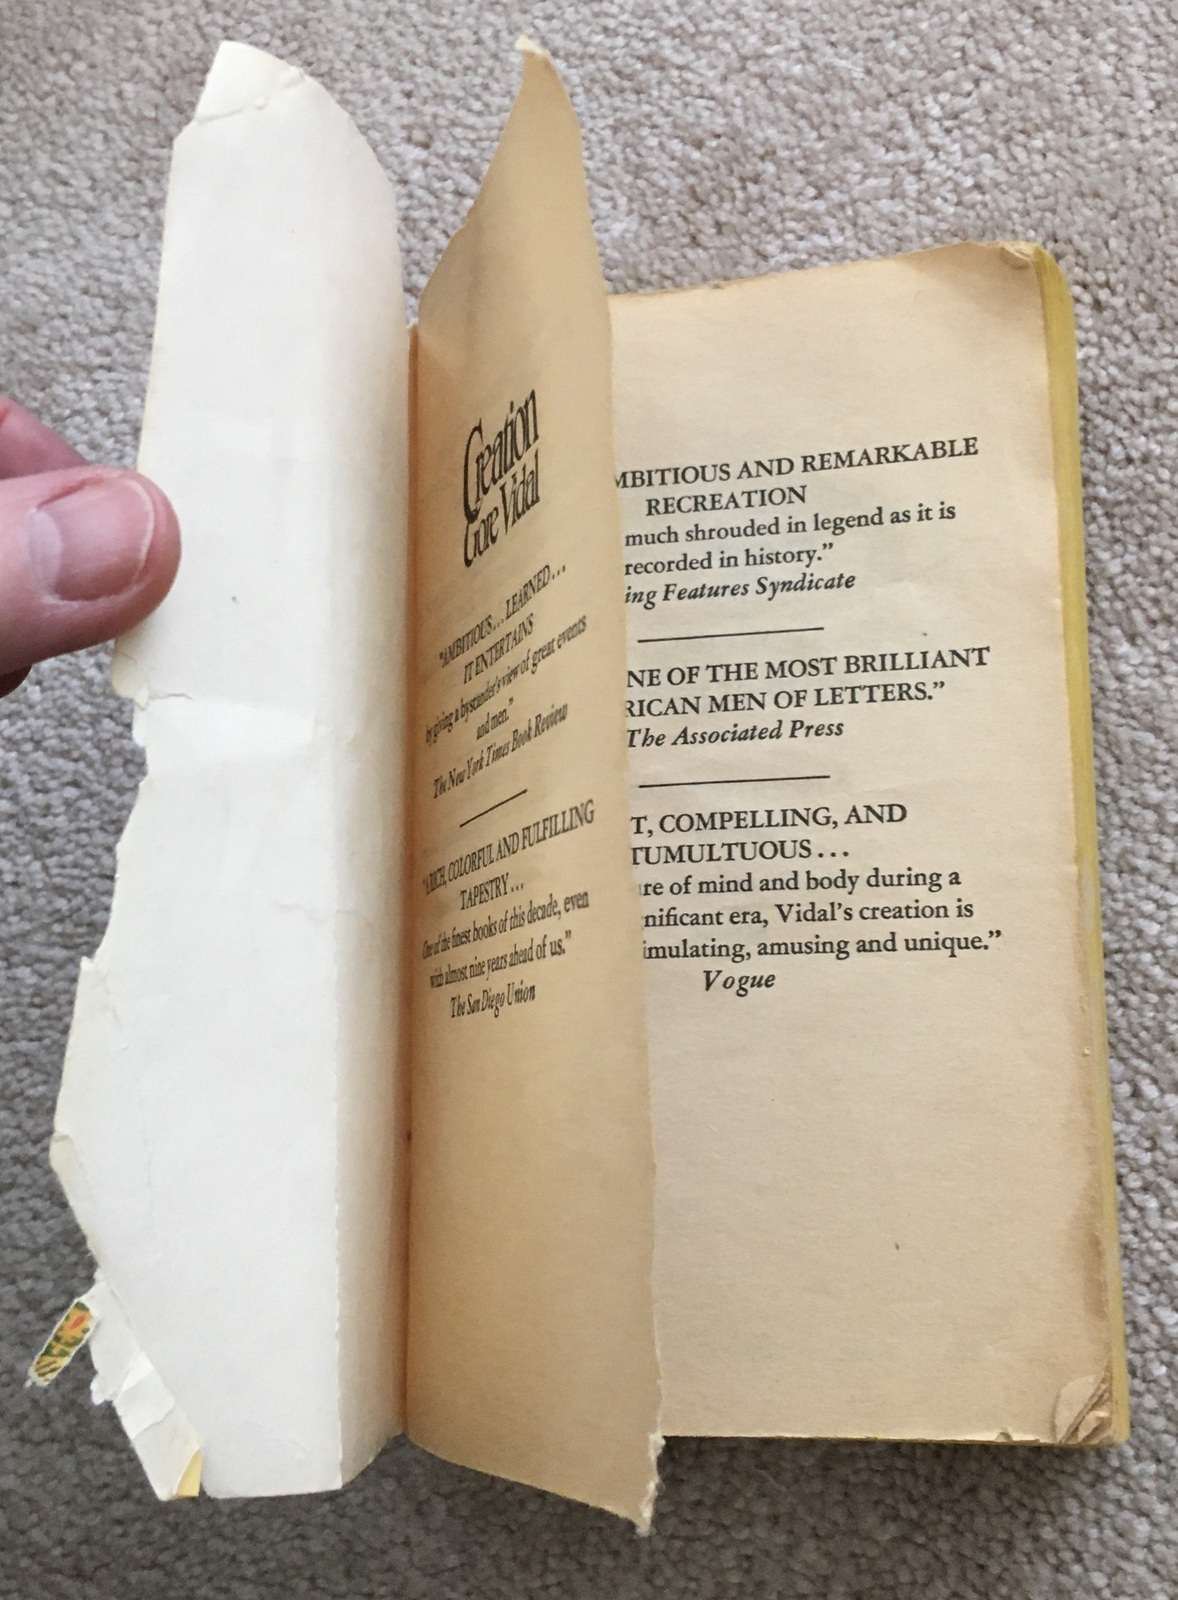 Creation
Gore Vidal
"AMBITIOUS... LEARNED...
IT ENTERTAINS
by giving a bystander's view of great events
and men."
The New York Times Book Review
"A RICH, COLORFUL AND FULFILLING
TAPESTRY...
One of the finest books of this decade, even
with almost nine years ahead of us."
The San Diego Union
MBITIOUS AND REMARKABLE
RECREATION
much shrouded in legend as it is
recorded in history."
ing Features Syndicate
NE OF THE MOST BRILLIANT
RICAN MEN OF LETTERS."
The Associated Press
T, COMPELLING, AND
TUMULTUOUS...
re of mind and body during a
nificant era, Vidal's creation is
imulating, amusing and unique."
Vogue